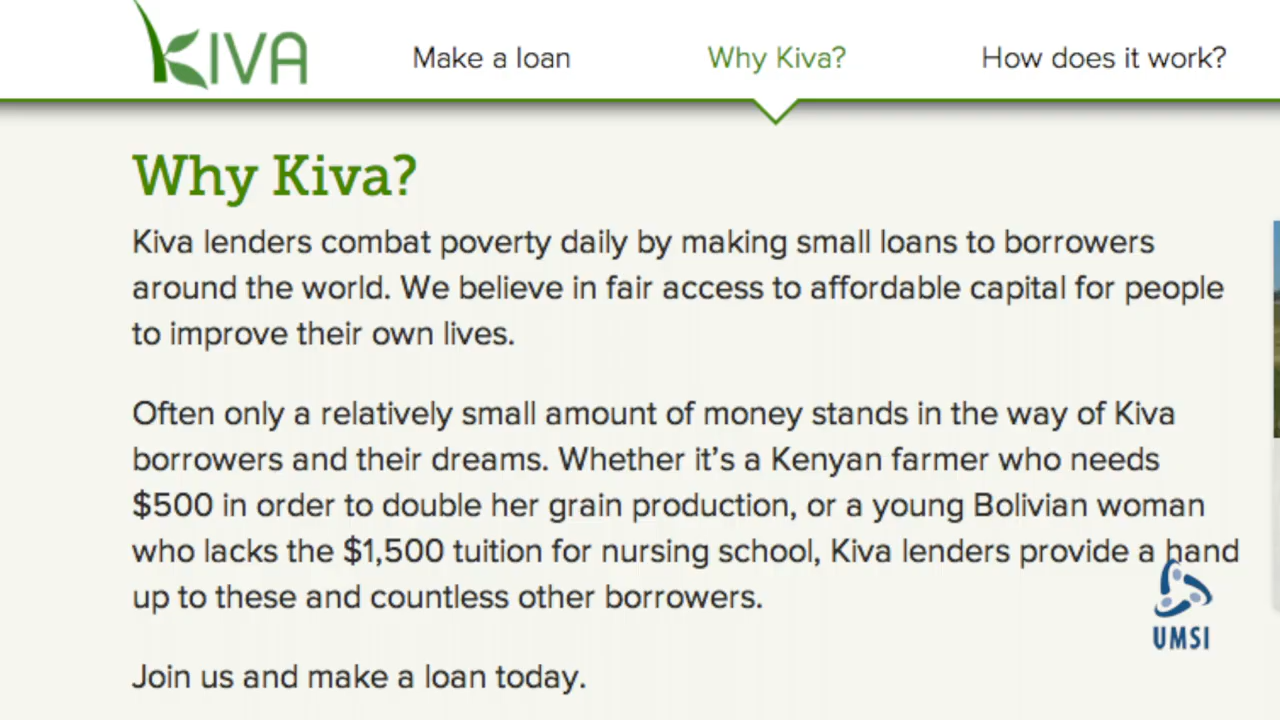 KIVA
Make a loan
Why Kiva?
How does it work?
Why Kiva?
Kiva lenders combat poverty daily by making small loans to borrowers
around the world. We believe in fair access to affordable capital for people
to improve their own lives.
Often only a relatively small amount of money stands in the way of Kiva
borrowers and their dreams. Whether it's a Kenyan farmer who needs
$500 in order to double her grain production, or a young Bolivian woman
who lacks the $1,500 tuition for nursing school, Kiva lenders provide a hand
up to these and countless other borrowers.
UMSI
Join us and make a loan today.